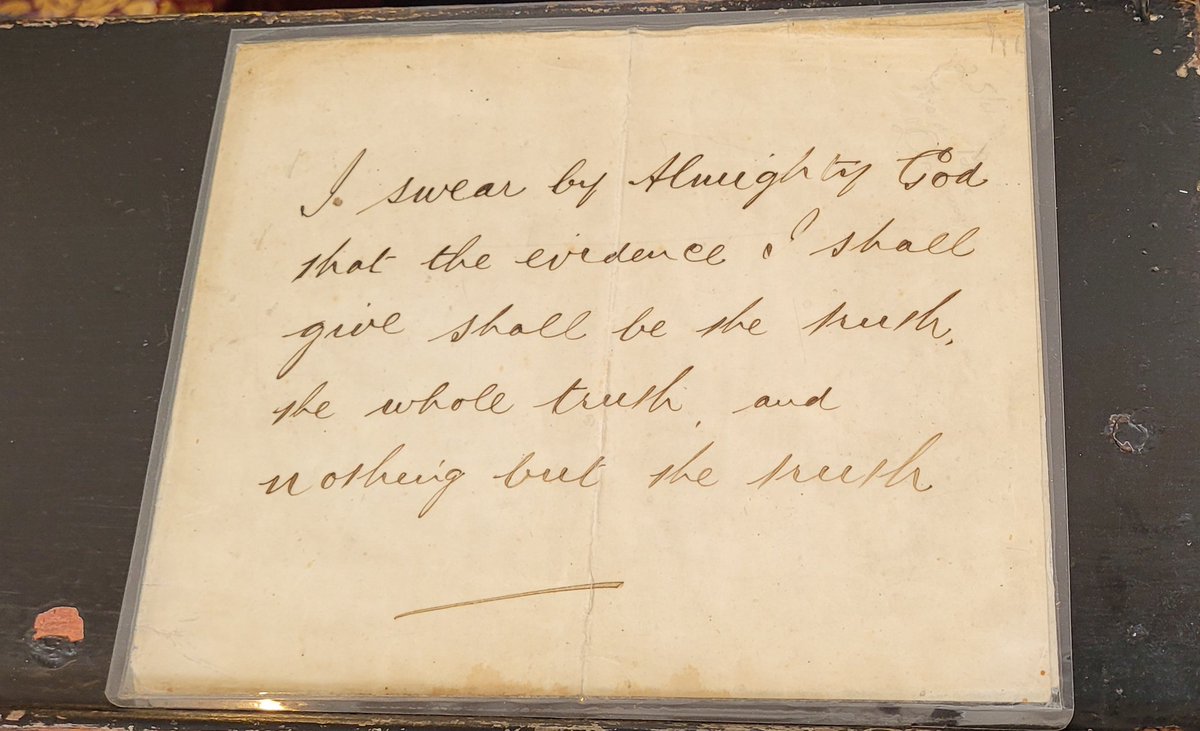 I swear by Almighty God
that the evidence I shall
give shall be the truth,
the whole truth, and
nothing but the truth